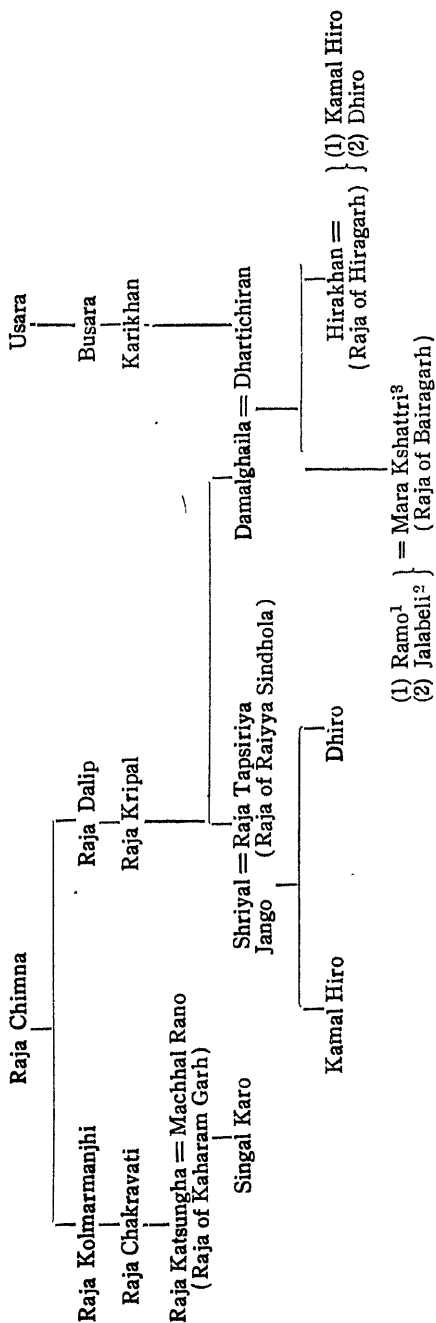 Raja Chimna
Usara
Raja Kolmarmanjhi
Raja Dalip
Busara
Raja Chakravati
Raja Kripal
Karikhan
Raja Katsungha = Machhal Rano
(Raja of Kaharam Garh)
Shriyal = Raja Tapsiriya
Jango (Raja of Raiyya Sindhola)
Damalghaila = Dhartichiran
Singal Karo
Kamal Hiro
Dhiro
Hirakhan = } (1) Kamal Hiro
(Raja of Hiragarh) } (2) Dhiro
(1) Ramo¹ } = Mara Kshattri³
(2) Jalabeli² } (Raja of Bairagarh)